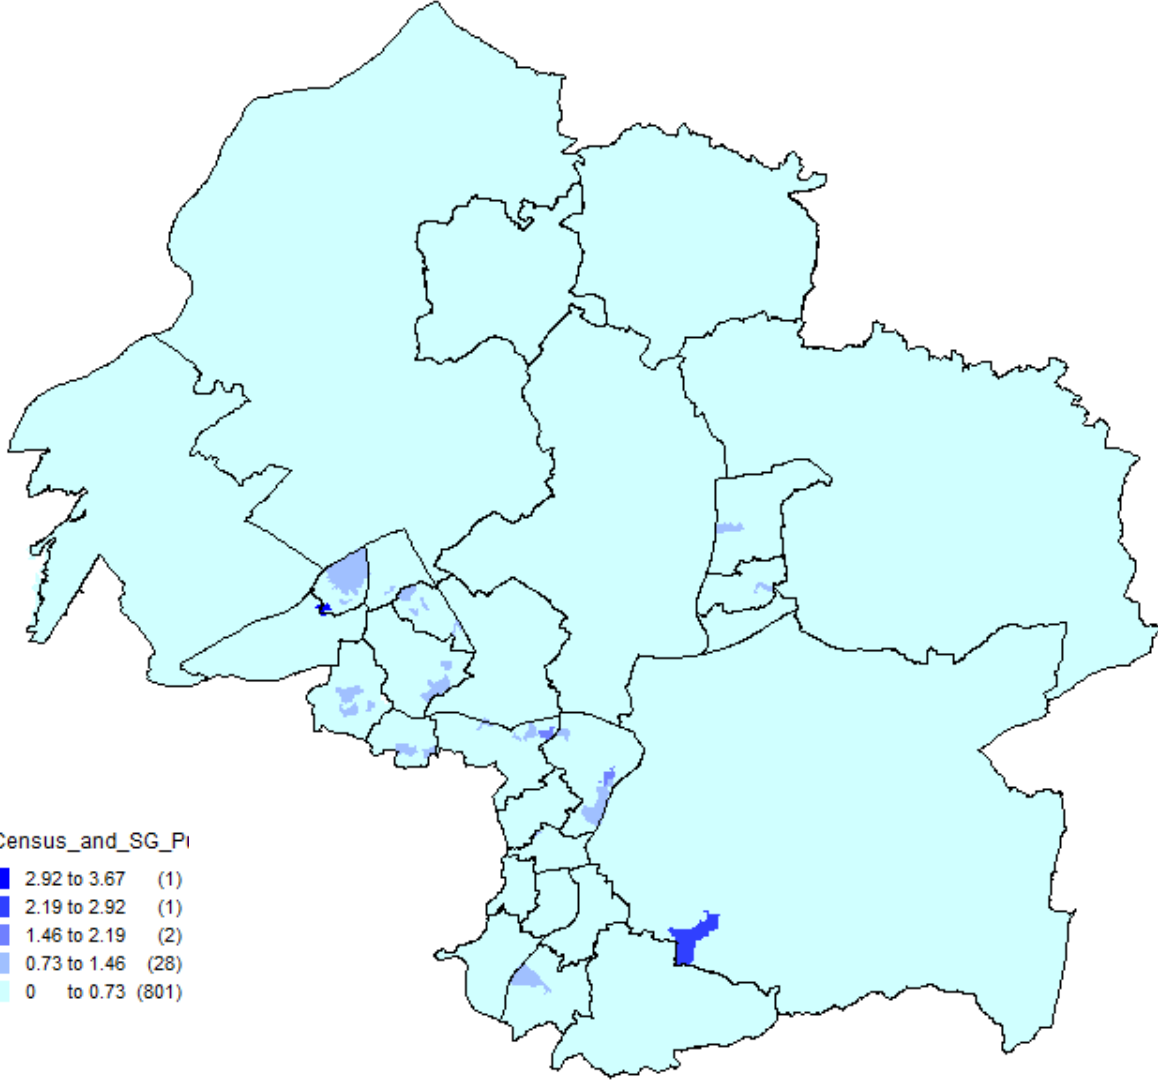 Census_and_SG_Pu
2.92 to 3.67 (1)
2.19 to 2.92 (1)
1.46 to 2.19 (2)
0.73 to 1.46 (28)
0 to 0.73 (801)